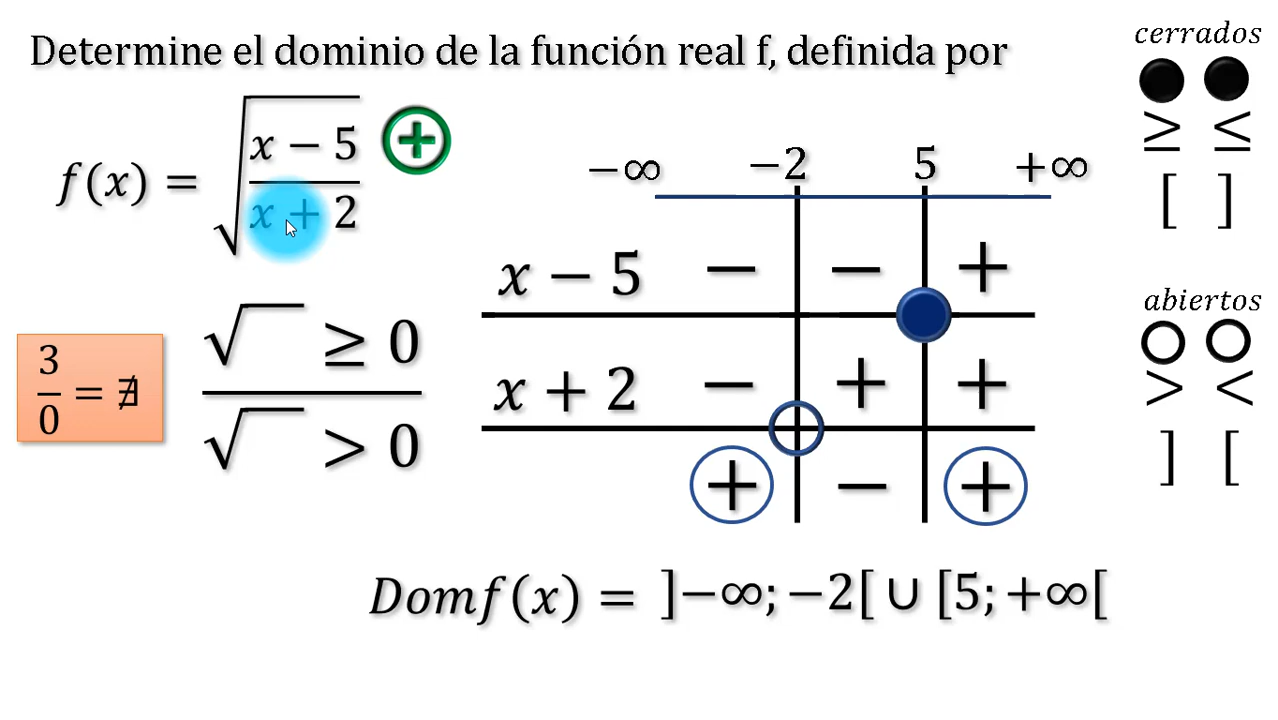 Determine el dominio de la función real f, definida por
f(x) = √((x − 5)/(x + 2)) +
√ ≥ 0
√ > 0
3/0 = ∄
−∞ −2 5 +∞
x − 5 − − +
x + 2 − + +
+ − +
Domf(x) = ]−∞; −2[ ∪ [5; +∞[
cerrados
≥ ≤
[ ]
abiertos
> <
] [